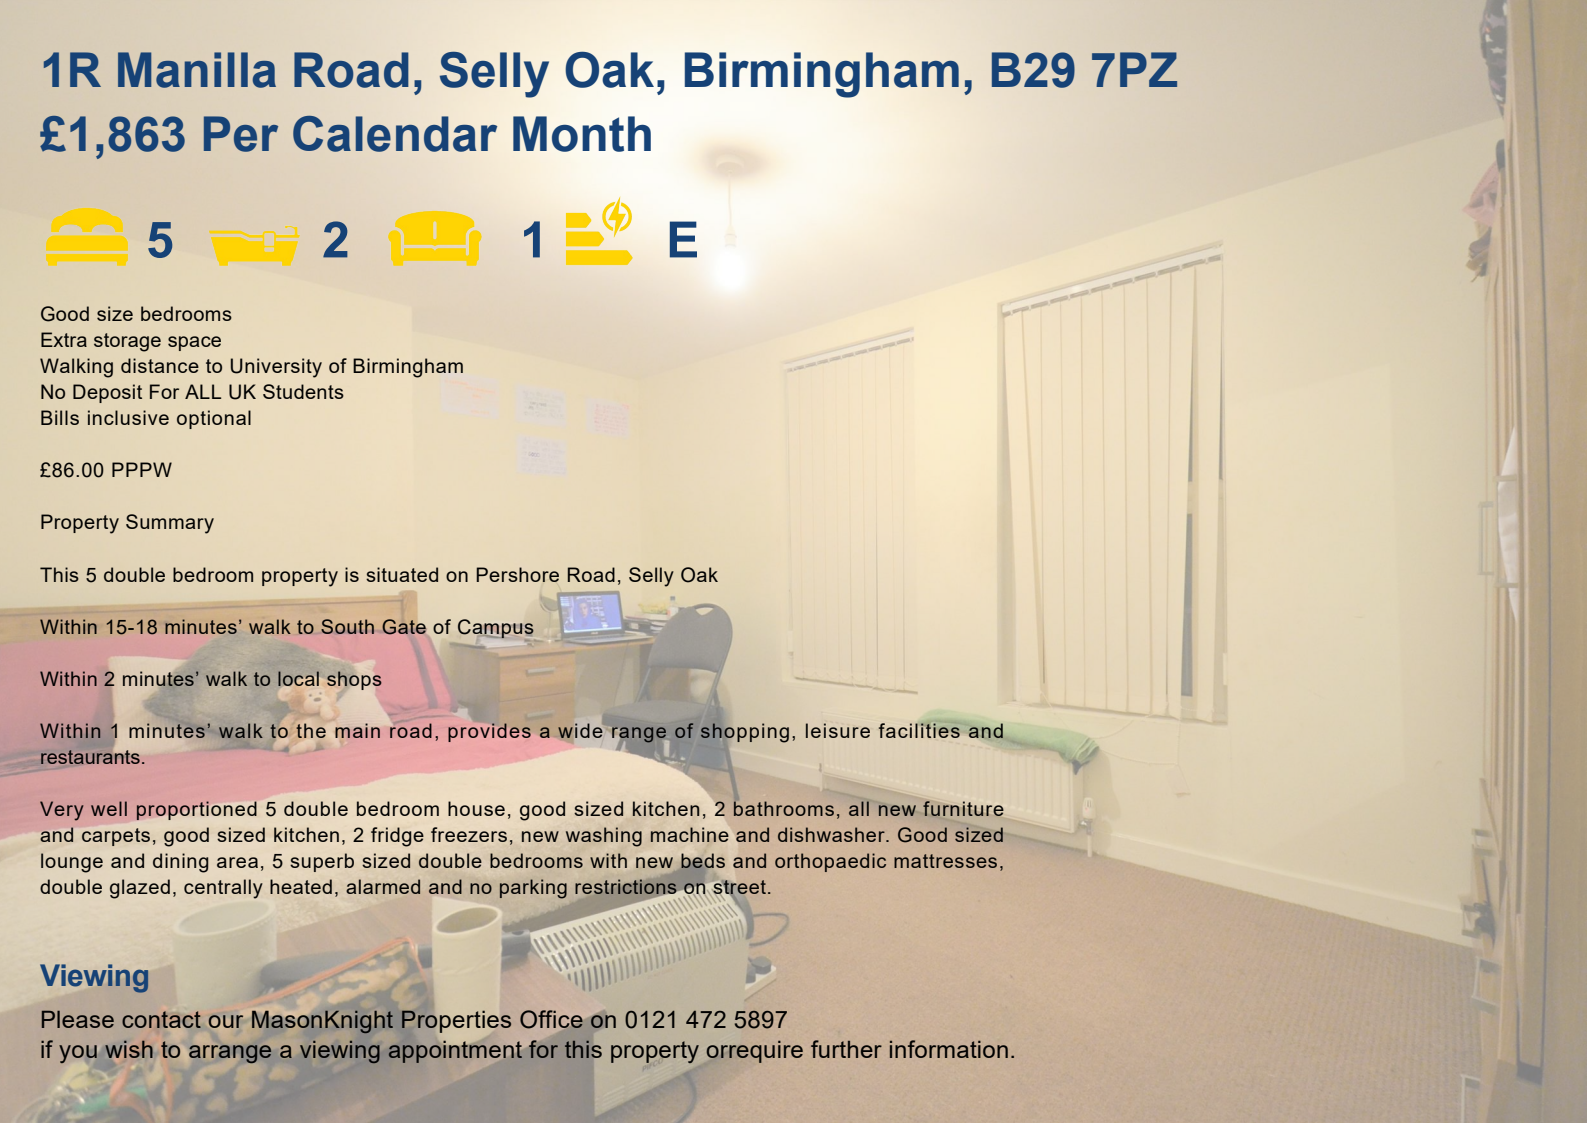 1R Manilla Road, Selly Oak, Birmingham, B29 7PZ
£1,863 Per Calendar Month
5 2 1 E
Good size bedrooms
Extra storage space
Walking distance to University of Birmingham
No Deposit For ALL UK Students
Bills inclusive optional
£86.00 PPPW
Property Summary
This 5 double bedroom property is situated on Pershore Road, Selly Oak
Within 15-18 minutes’ walk to South Gate of Campus
Within 2 minutes’ walk to local shops
Within 1 minutes’ walk to the main road, provides a wide range of shopping, leisure facilities and
restaurants.
Very well proportioned 5 double bedroom house, good sized kitchen, 2 bathrooms, all new furniture
and carpets, good sized kitchen, 2 fridge freezers, new washing machine and dishwasher. Good sized
lounge and dining area, 5 superb sized double bedrooms with new beds and orthopaedic mattresses,
double glazed, centrally heated, alarmed and no parking restrictions on street.
Viewing
Please contact our MasonKnight Properties Office on 0121 472 5897
if you wish to arrange a viewing appointment for this property orrequire further information.